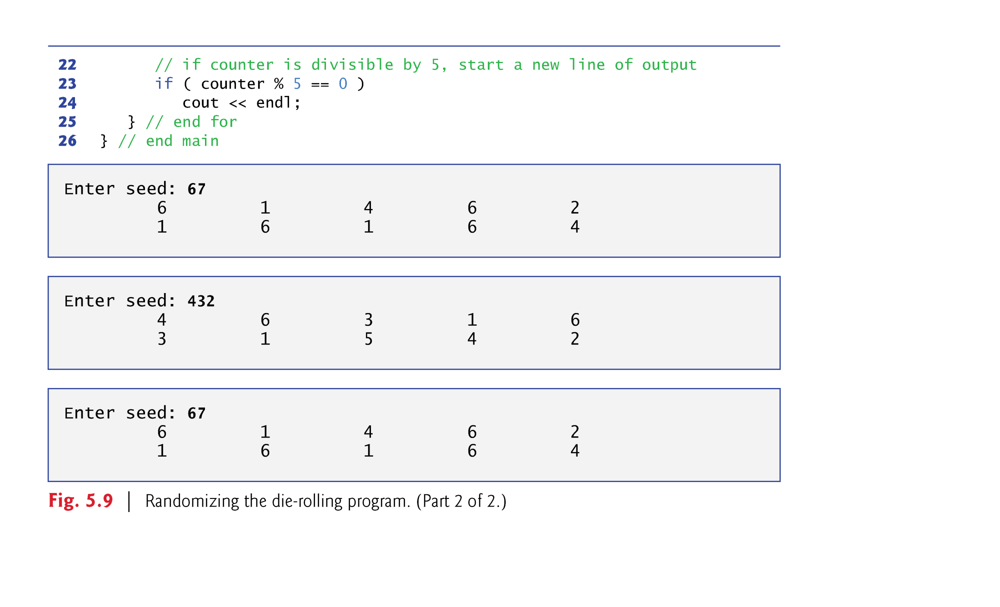 22 // if counter is divisible by 5, start a new line of output
23 if ( counter % 5 == 0 )
24 cout << endl;
25 } // end for
26 } // end main
Enter seed: 67
6 1 4 6 2
1 6 1 6 4
Enter seed: 432
4 6 3 1 6
3 1 5 4 2
Enter seed: 67
6 1 4 6 2
1 6 1 6 4
Fig. 5.9 | Randomizing the die-rolling program. (Part 2 of 2.)